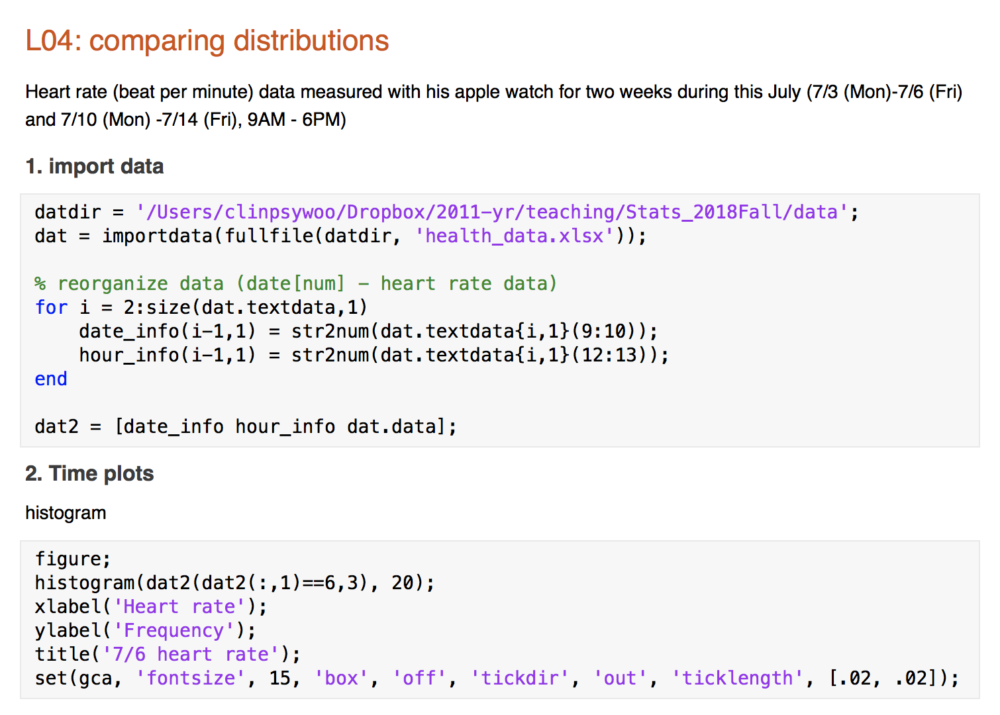 L04: comparing distributions
Heart rate (beat per minute) data measured with his apple watch for two weeks during this July (7/3 (Mon)-7/6 (Fri)
and 7/10 (Mon) -7/14 (Fri), 9AM - 6PM)
1. import data
datdir = '/Users/clinpsywoo/Dropbox/2011-yr/teaching/Stats_2018Fall/data';
dat = importdata(fullfile(datdir, 'health_data.xlsx'));
% reorganize data (date[num] - heart rate data)
for i = 2:size(dat.textdata,1)
    date_info(i-1,1) = str2num(dat.textdata{i,1}(9:10));
    hour_info(i-1,1) = str2num(dat.textdata{i,1}(12:13));
end
dat2 = [date_info hour_info dat.data];
2. Time plots
histogram
figure;
histogram(dat2(dat2(:,1)==6,3), 20);
xlabel('Heart rate');
ylabel('Frequency');
title('7/6 heart rate');
set(gca, 'fontsize', 15, 'box', 'off', 'tickdir', 'out', 'ticklength', [.02, .02]);